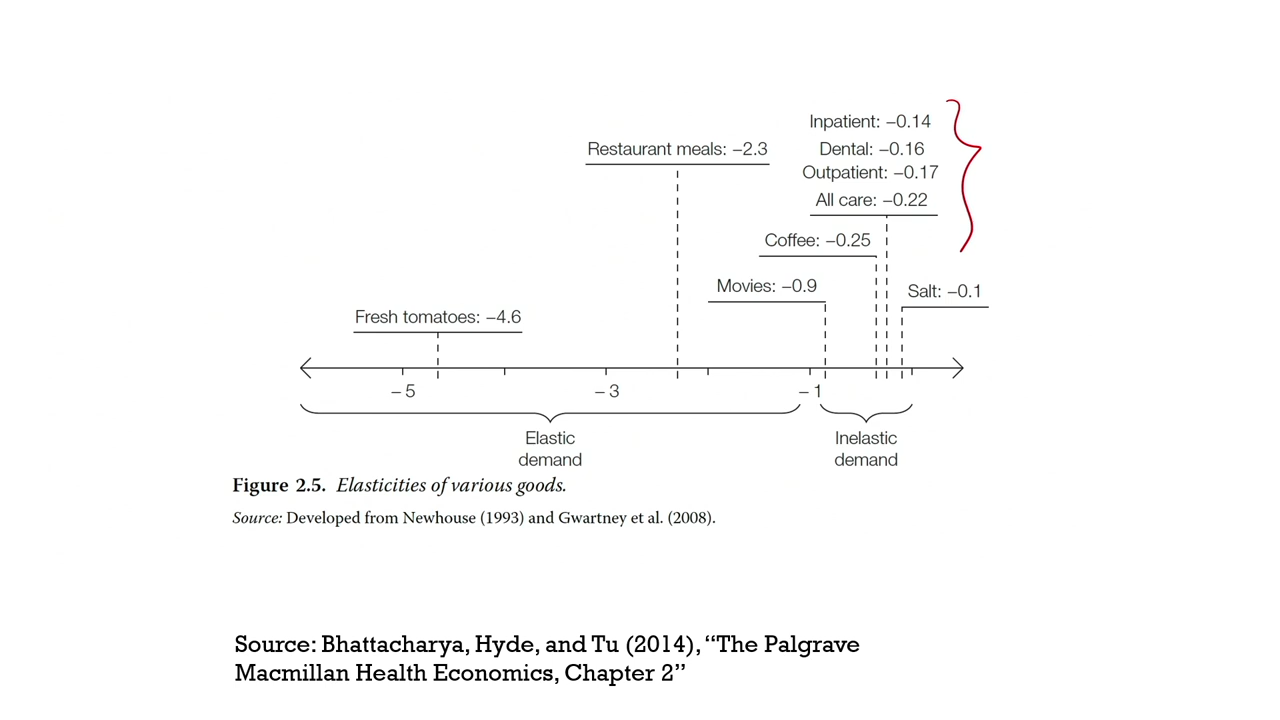 Inpatient: −0.14
Restaurant meals: −2.3
Dental: −0.16
Outpatient: −0.17
All care: −0.22
Coffee: −0.25
Movies: −0.9
Salt: −0.1
Fresh tomatoes: −4.6
−5
−3
−1
Elastic
demand
Inelastic
demand
Figure 2.5. Elasticities of various goods.
Source: Developed from Newhouse (1993) and Gwartney et al. (2008).
Source: Bhattacharya, Hyde, and Tu (2014), “The Palgrave
Macmillan Health Economics, Chapter 2”